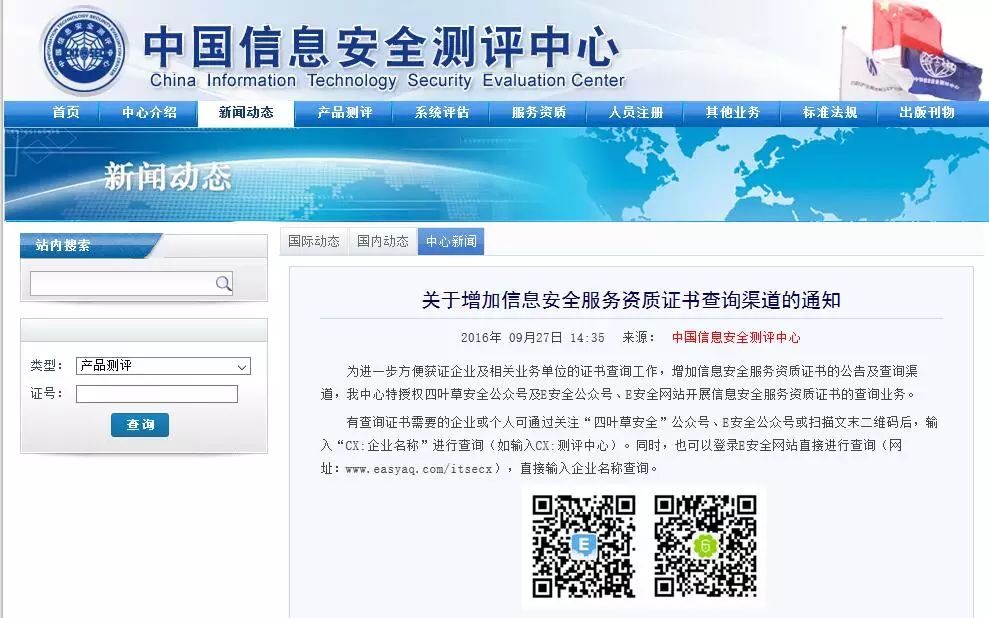 中国信息安全测评中心
China Information Technology Security Evaluation Center
首页 中心介绍 新闻动态 产品测评 系统评估 服务资质 人员注册 其他业务 标准法规 出版刊物
新闻动态
站内搜索
类型： 产品测评
证号：
查询
国际动态 国内动态 中心新闻
关于增加信息安全服务资质证书查询渠道的通知
2016年 09月27日 14:35 来源： 中国信息安全测评中心
为进一步方便获证企业及相关业务单位的证书查询工作，增加信息安全服务资质证书的公告及查询渠
道，我中心特授权四叶草安全公众号及E安全公众号、E安全网站开展信息安全服务资质证书的查询业务。
有查询证书需要的企业或个人可通过关注“四叶草安全”公众号、E安全公众号或扫描文末二维码后，输
入“CX:企业名称”进行查询（如输入CX:测评中心）。同时，也可以登录E安全网站直接进行查询（网
址：www.easyaq.com/itsecx），直接输入企业名称查询。
E